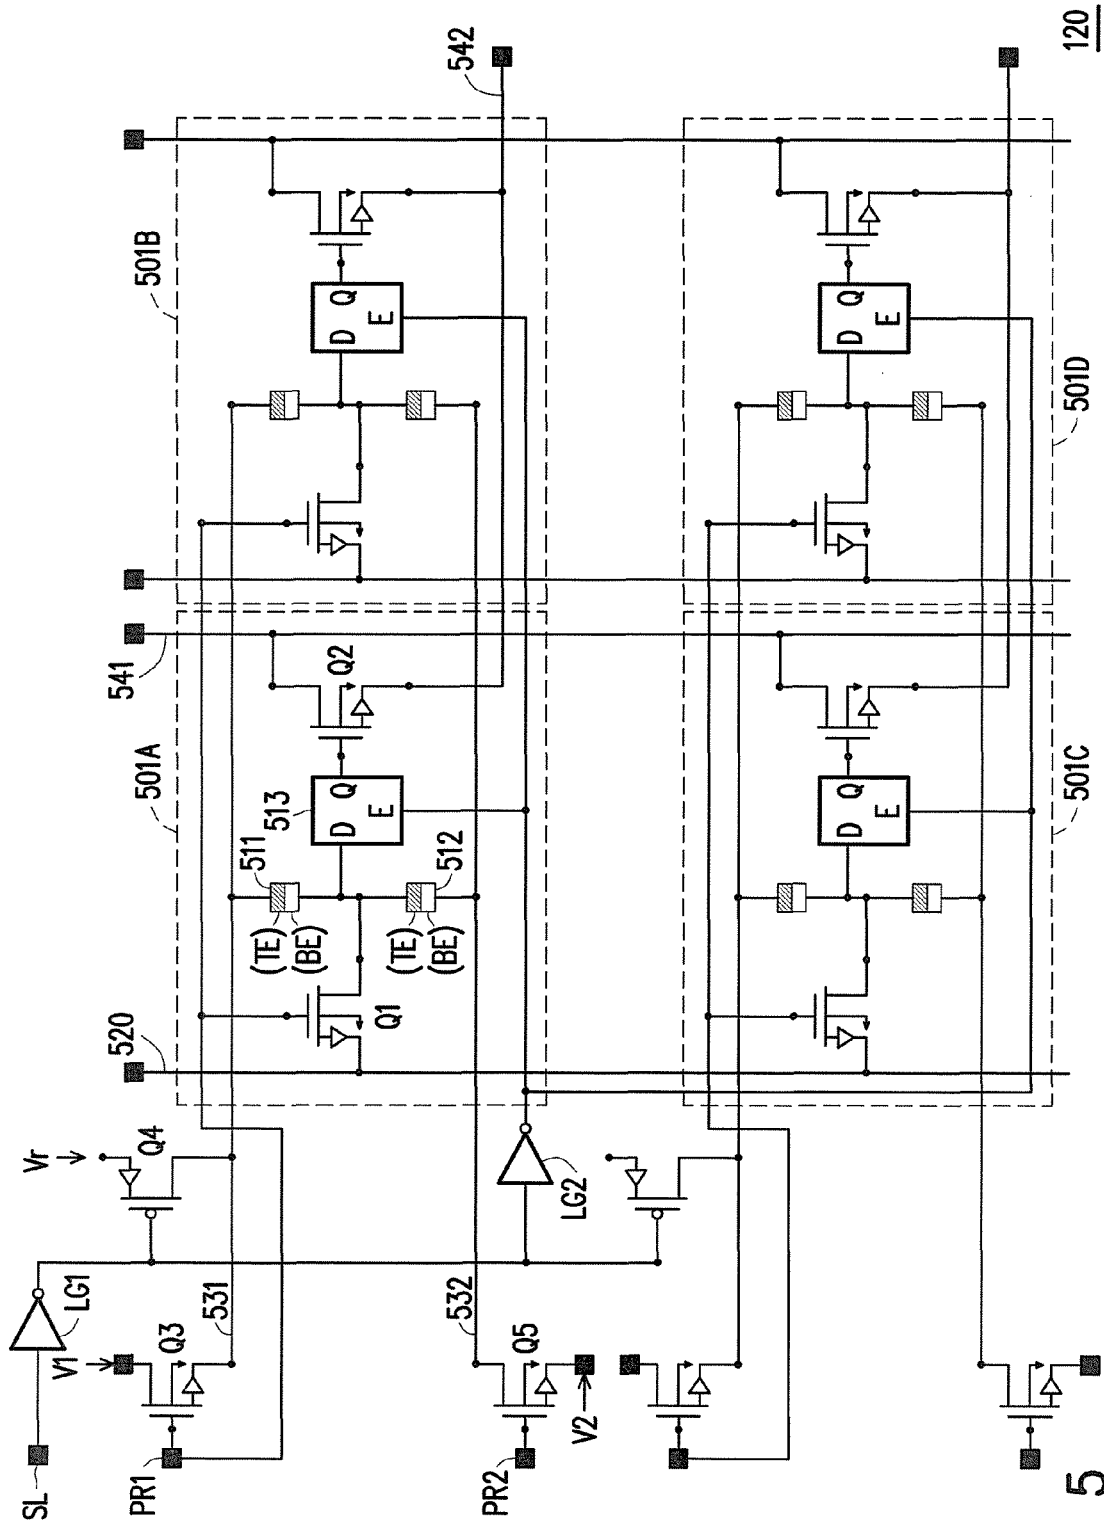 SL
LG1
V1
Q3
PR1
531
Vr
Q4
520
501A
541
501B
Q1
(TE)
(BE)
511
513
D Q
E
Q2
(TE)
(BE)
512
D Q
E
542
532
PR2
Q5
V2
LG2
D Q
E
501C
D Q
E
501D
5
120